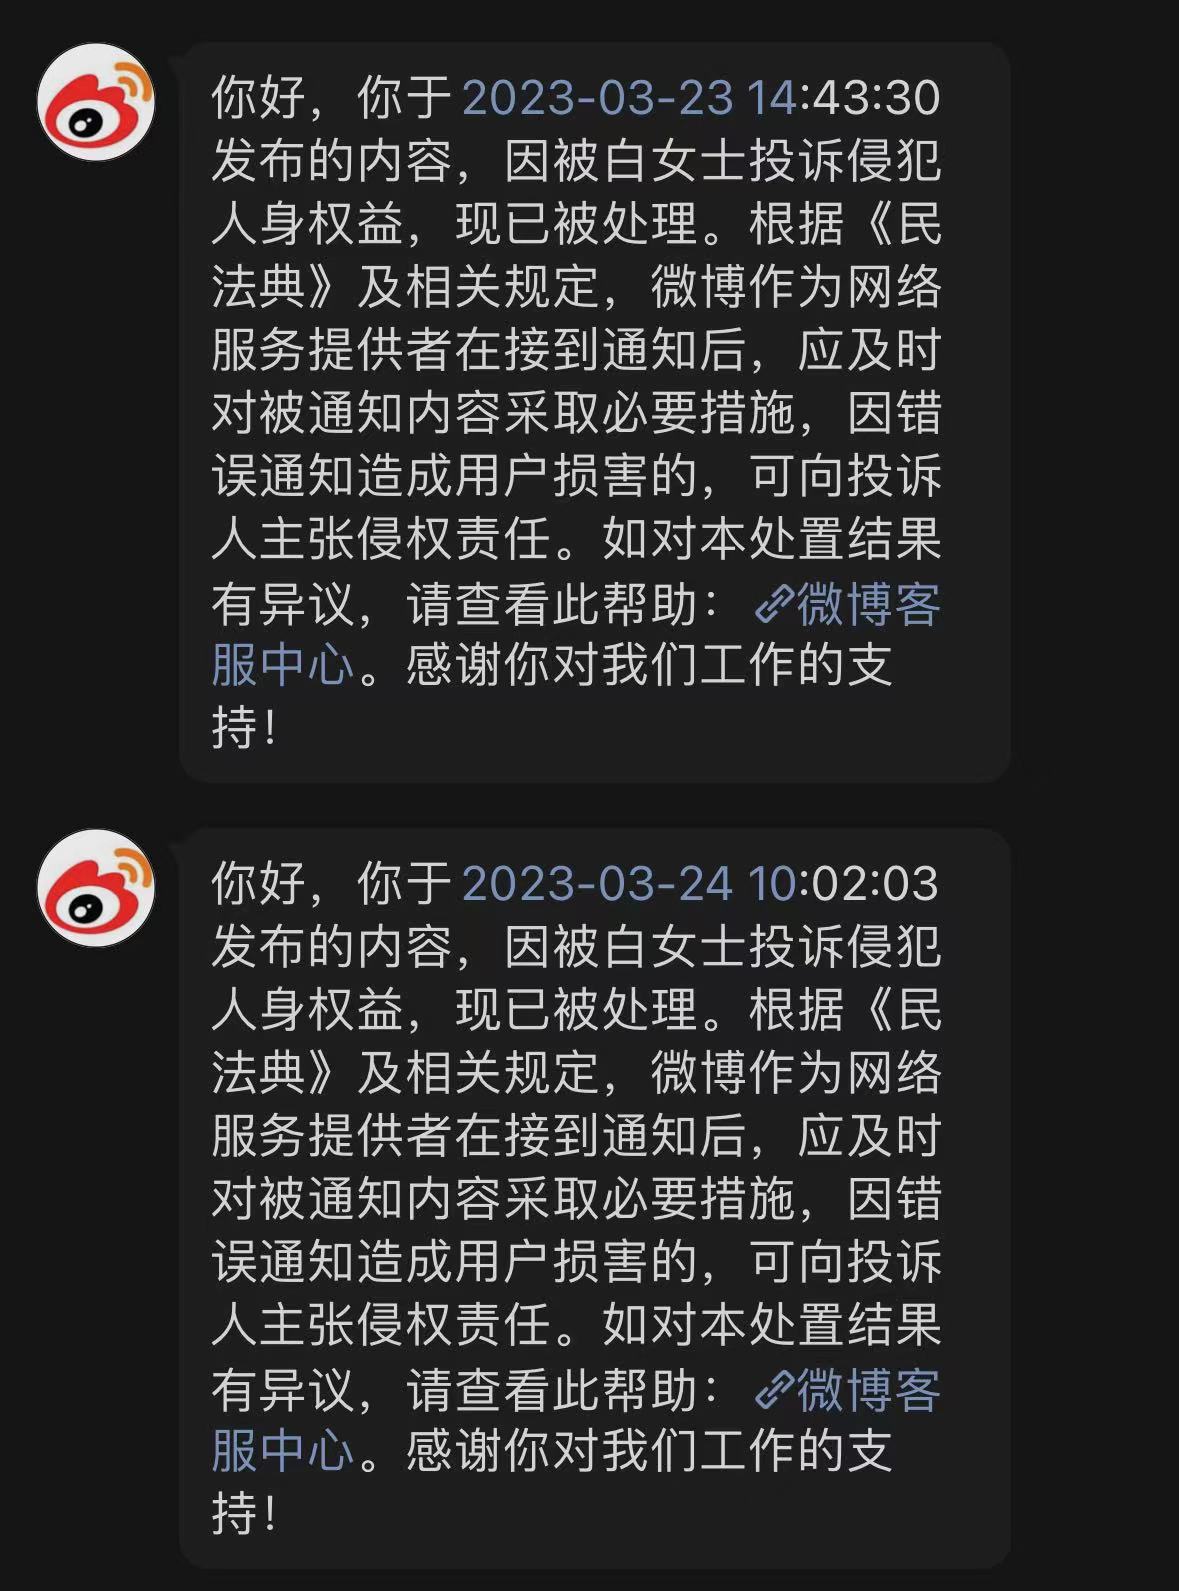 你好，你于2023-03-23 14:43:30
发布的内容，因被白女士投诉侵犯
人身权益，现已被处理。根据《民
法典》及相关规定，微博作为网络
服务提供者在接到通知后，应及时
对被通知内容采取必要措施，因错
误通知造成用户损害的，可向投诉
人主张侵权责任。如对本处置结果
有异议，请查看此帮助：微博客
服中心。感谢你对我们工作的支
持！
你好，你于2023-03-24 10:02:03
发布的内容，因被白女士投诉侵犯
人身权益，现已被处理。根据《民
法典》及相关规定，微博作为网络
服务提供者在接到通知后，应及时
对被通知内容采取必要措施，因错
误通知造成用户损害的，可向投诉
人主张侵权责任。如对本处置结果
有异议，请查看此帮助：微博客
服中心。感谢你对我们工作的支
持！